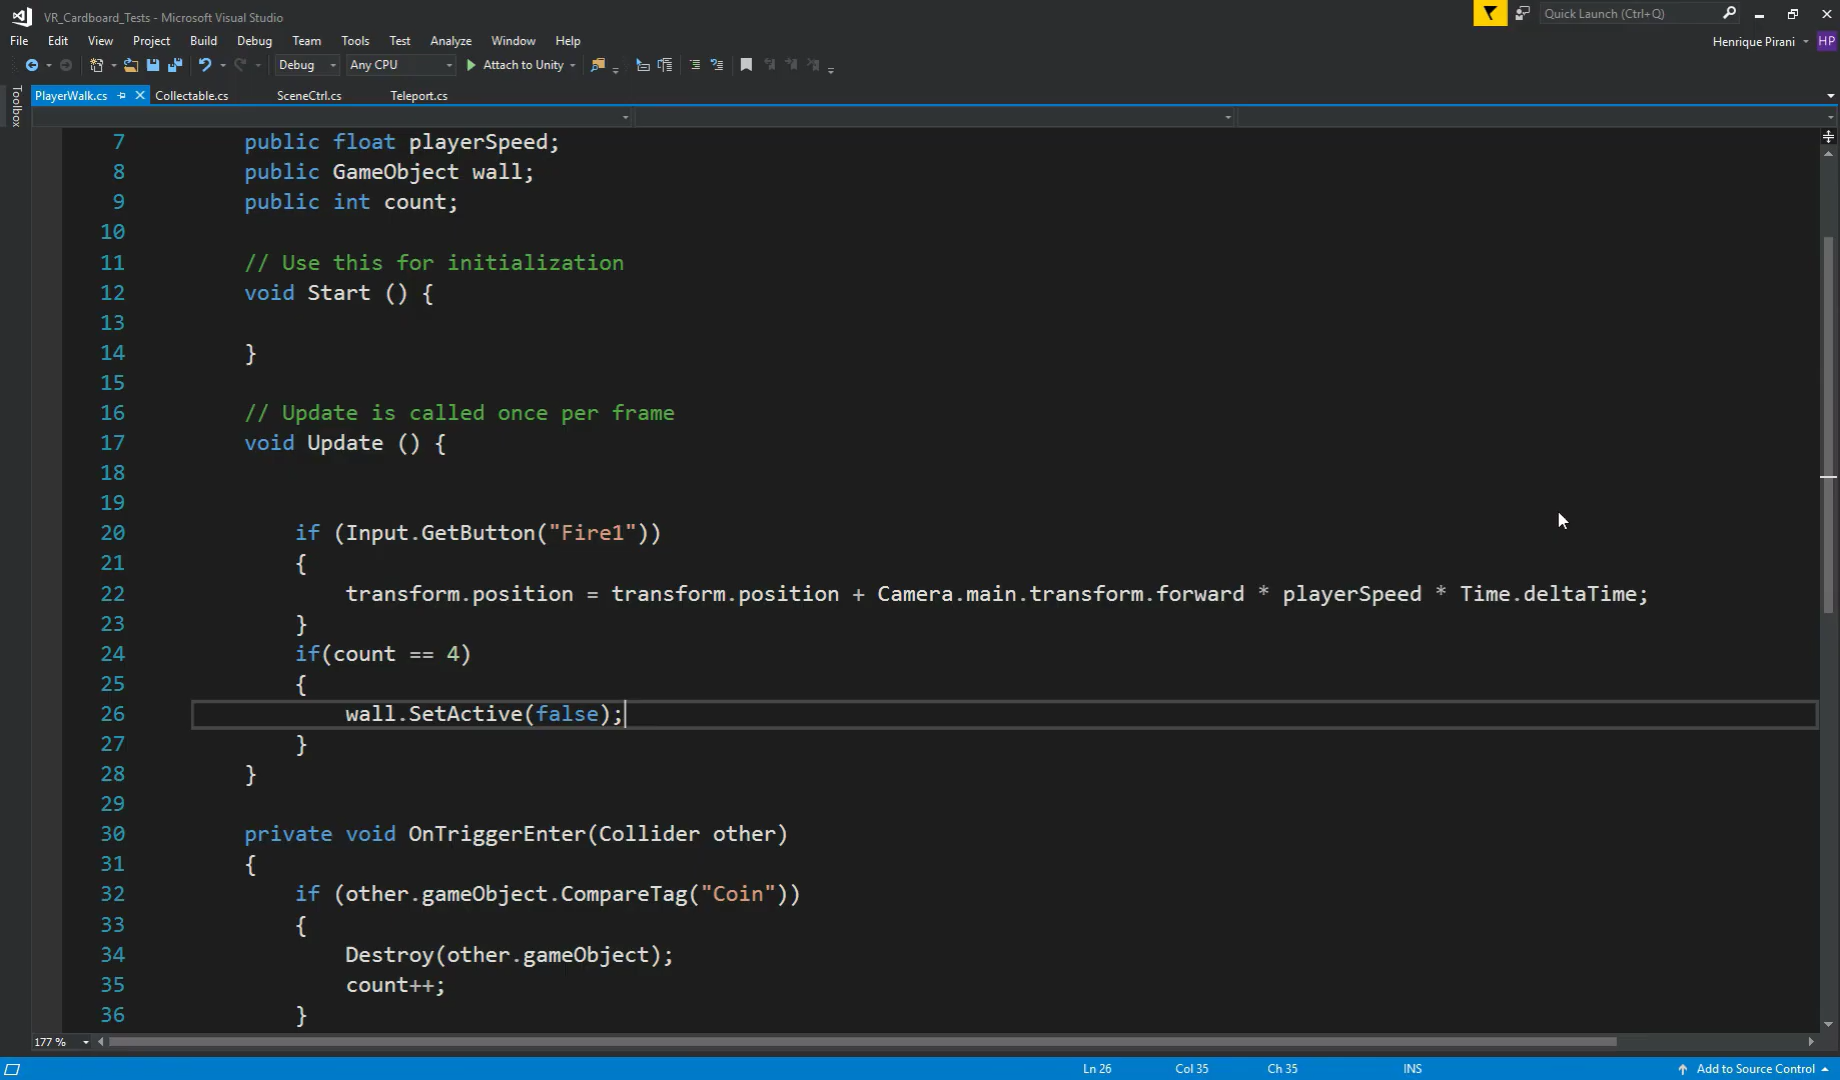 VR_Cardboard_Tests - Microsoft Visual Studio
Quick Launch (Ctrl+Q)
File Edit View Project Build Debug Team Tools Test Analyze Window Help
Henrique Pirani HP
Debug Any CPU Attach to Unity
Toolbox
PlayerWalk.cs Collectable.cs SceneCtrl.cs Teleport.cs
7 public float playerSpeed;
8 public GameObject wall;
9 public int count;
10
11 // Use this for initialization
12 void Start () {
13
14 }
15
16 // Update is called once per frame
17 void Update () {
18
19
20 if (Input.GetButton("Fire1"))
21 {
22 transform.position = transform.position + Camera.main.transform.forward * playerSpeed * Time.deltaTime;
23 }
24 if(count == 4)
25 {
26 wall.SetActive(false);
27 }
28 }
29
30 private void OnTriggerEnter(Collider other)
31 {
32 if (other.gameObject.CompareTag("Coin"))
33 {
34 Destroy(other.gameObject);
35 count++;
36 }
177 %
Ln 26 Col 35 Ch 35 INS Add to Source Control